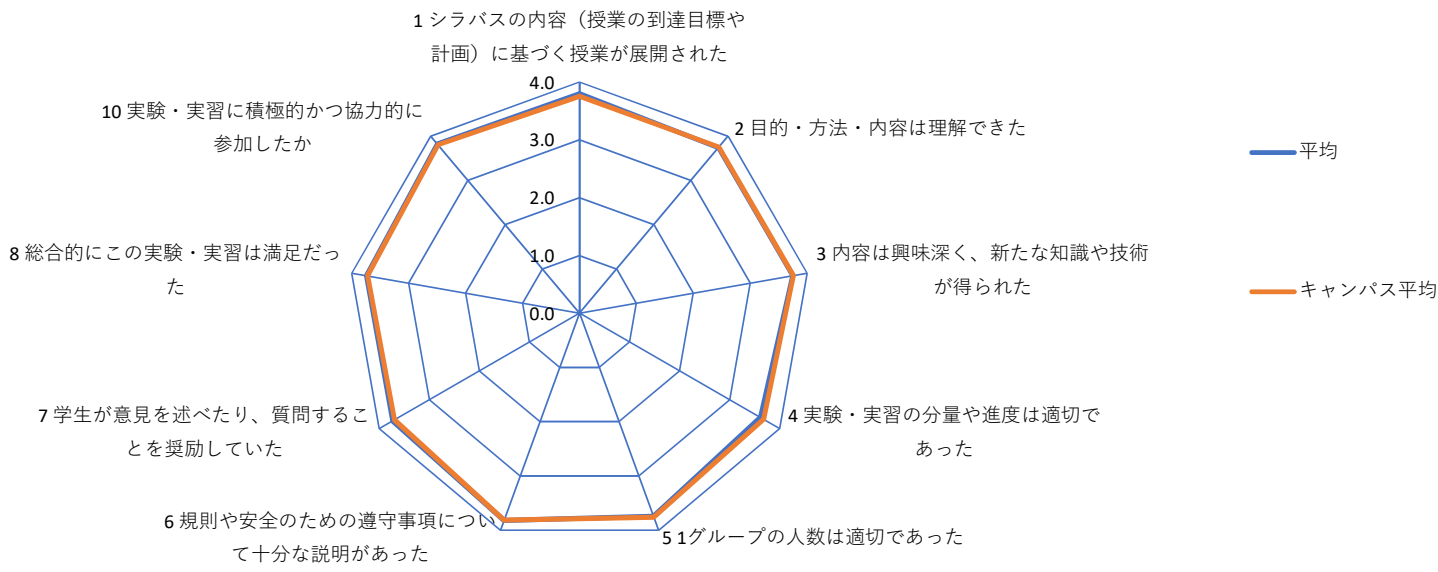 1 シラバスの内容（授業の到達目標や
計画）に基づく授業が展開された
2 目的・方法・内容は理解できた
3 内容は興味深く、新たな知識や技術
が得られた
4 実験・実習の分量や進度は適切で
あった
5 1グループの人数は適切であった
6 規則や安全のための遵守事項につい
て十分な説明があった
7 学生が意見を述べたり、質問するこ
とを奨励していた
8 総合的にこの実験・実習は満足だっ
た
10 実験・実習に積極的かつ協力的に
参加したか
4.0
3.0
2.0
1.0
0.0
平均
キャンパス平均